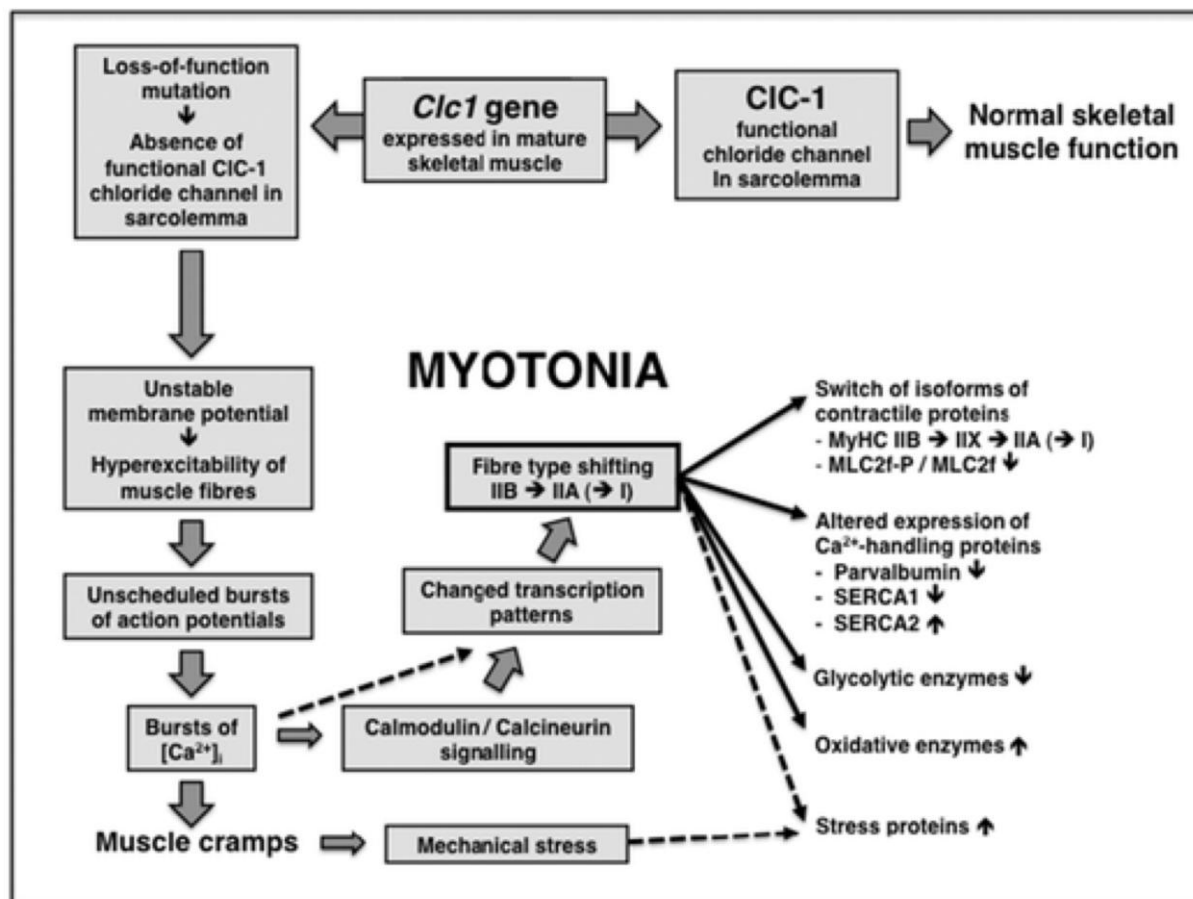 Loss-of-function
mutation
🡫
Absence of
functional ClC-1
chloride channel in
sarcolemma
Clc1 gene
expressed in mature
skeletal muscle
ClC-1
functional
chloride channel
In sarcolemma
Normal skeletal
muscle function
Unstable
membrane potential
🡫
Hyperexcitability of
muscle fibres
Unscheduled bursts
of action potentials
Bursts of
[Ca²⁺]ᵢ
Muscle cramps
Mechanical stress
Calmodulin / Calcineurin
signalling
Changed transcription
patterns
MYOTONIA
Fibre type shifting
IIB ➔ IIA (➔ I)
Switch of isoforms of
contractile proteins
- MyHC IIB ➔ IIX ➔ IIA (➔ I)
- MLC2f-P / MLC2f 🡫
Altered expression of
Ca²⁺-handling proteins
- Parvalbumin 🡫
- SERCA1 🡫
- SERCA2 🡩
Glycolytic enzymes 🡫
Oxidative enzymes 🡩
Stress proteins 🡩